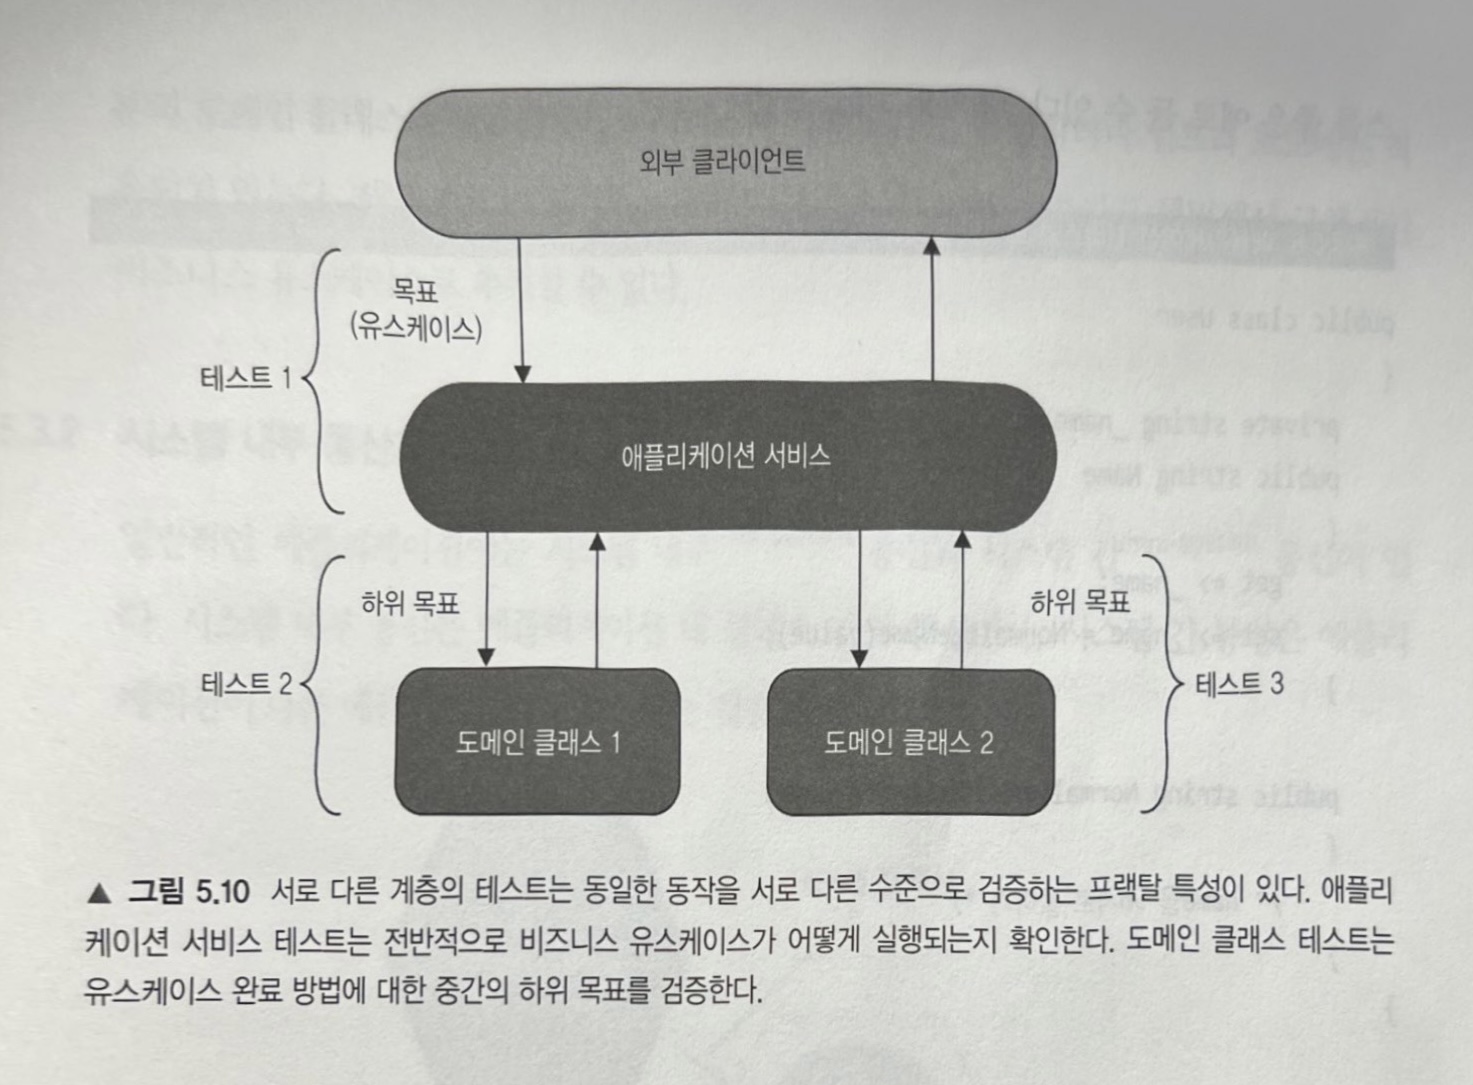 외부 클라이언트
목표
(유스케이스)
테스트 1
애플리케이션 서비스
하위 목표
하위 목표
테스트 2
테스트 3
도메인 클래스 1
도메인 클래스 2
▲ 그림 5.10 서로 다른 계층의 테스트는 동일한 동작을 서로 다른 수준으로 검증하는 프랙탈 특성이 있다. 애플리
케이션 서비스 테스트는 전반적으로 비즈니스 유스케이스가 어떻게 실행되는지 확인한다. 도메인 클래스 테스트는
유스케이스 완료 방법에 대한 중간의 하위 목표를 검증한다.